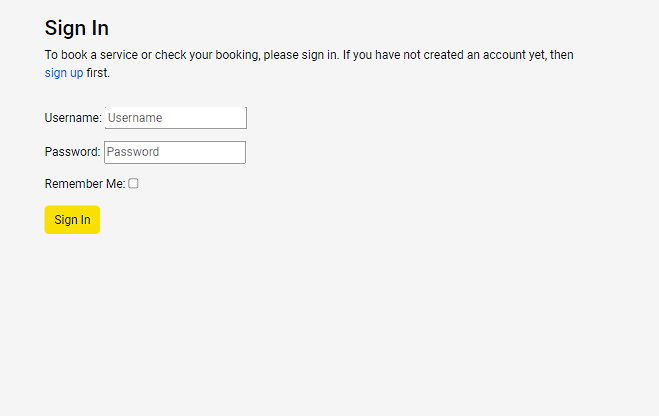 Sign In
To book a service or check your booking, please sign in. If you have not created an account yet, then
sign up first.
Username: Username
Password: Password
Remember Me:
Sign In